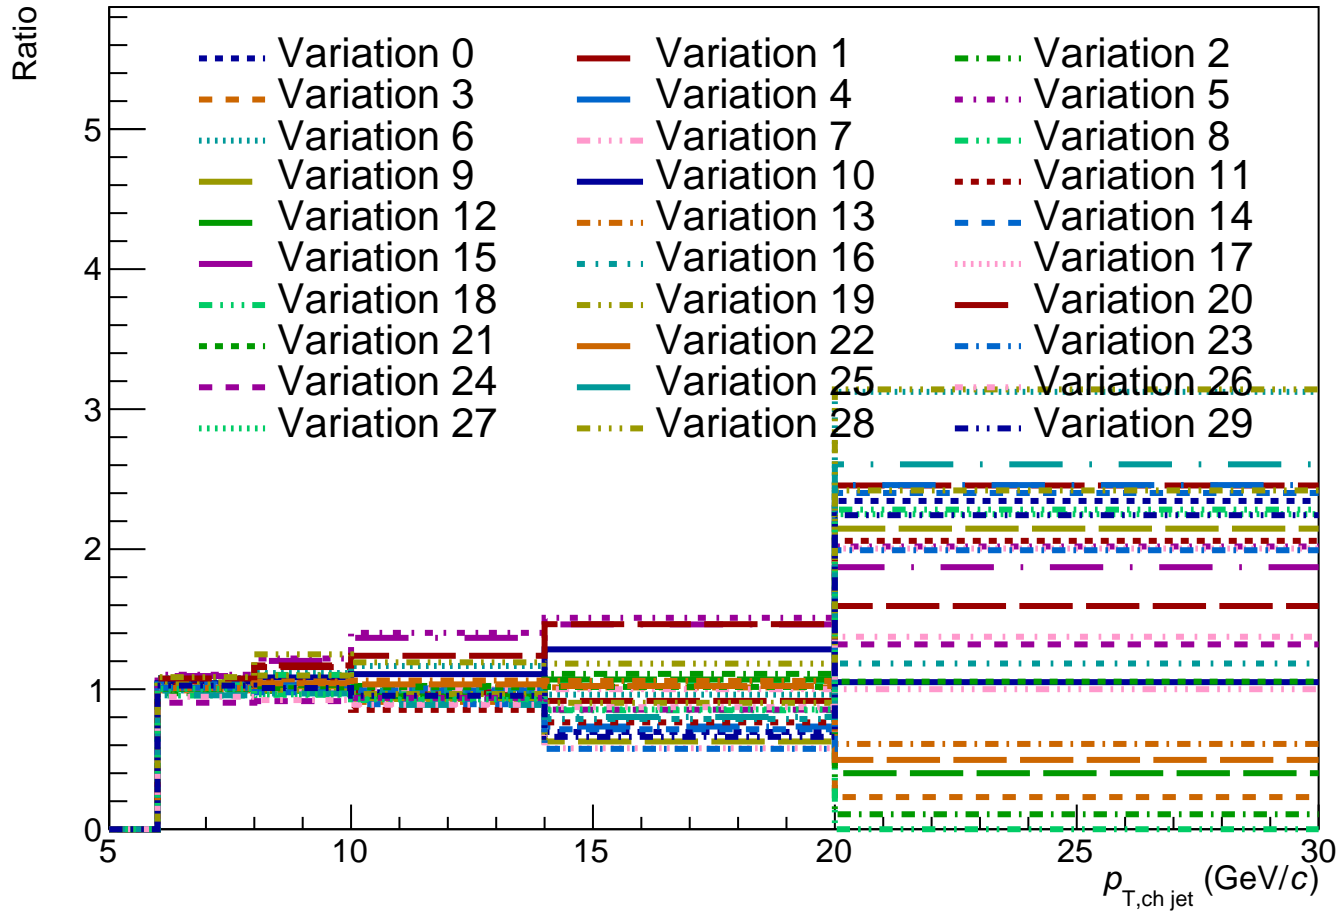 Ratio
Variation 0 Variation 1 Variation 2
Variation 3 Variation 4 Variation 5
Variation 6 Variation 7 Variation 8
Variation 9 Variation 10 Variation 11
Variation 12 Variation 13 Variation 14
Variation 15 Variation 16 Variation 17
Variation 18 Variation 19 Variation 20
Variation 21 Variation 22 Variation 23
Variation 24 Variation 25 Variation 26
Variation 27 Variation 28 Variation 29
5
4
3
2
1
0
5 10 15 20 25 30
p T,ch jet (GeV/c)